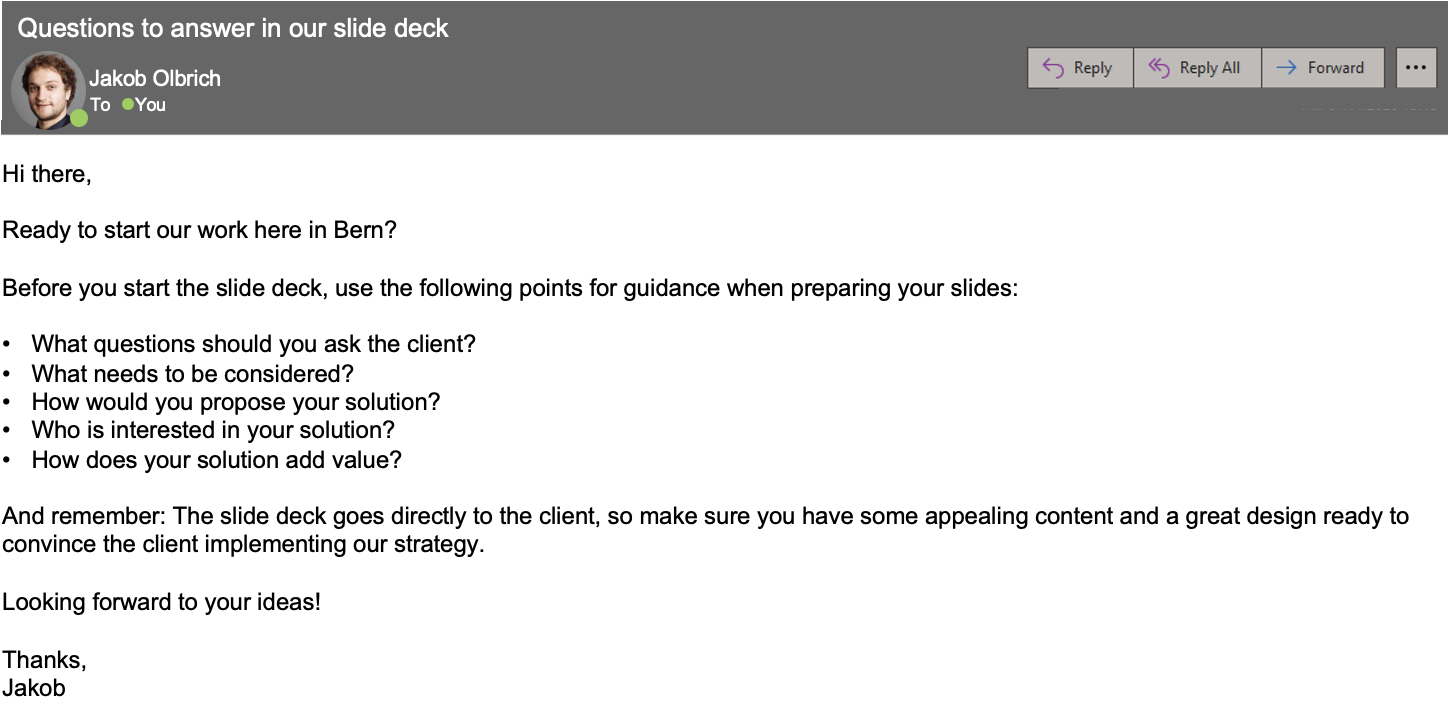 Questions to answer in our slide deck
Jakob Olbrich
To You
Reply
Reply All
Forward
Hi there,
Ready to start our work here in Bern?
Before you start the slide deck, use the following points for guidance when preparing your slides:
• What questions should you ask the client?
• What needs to be considered?
• How would you propose your solution?
• Who is interested in your solution?
• How does your solution add value?
And remember: The slide deck goes directly to the client, so make sure you have some appealing content and a great design ready to
convince the client implementing our strategy.
Looking forward to your ideas!
Thanks,
Jakob